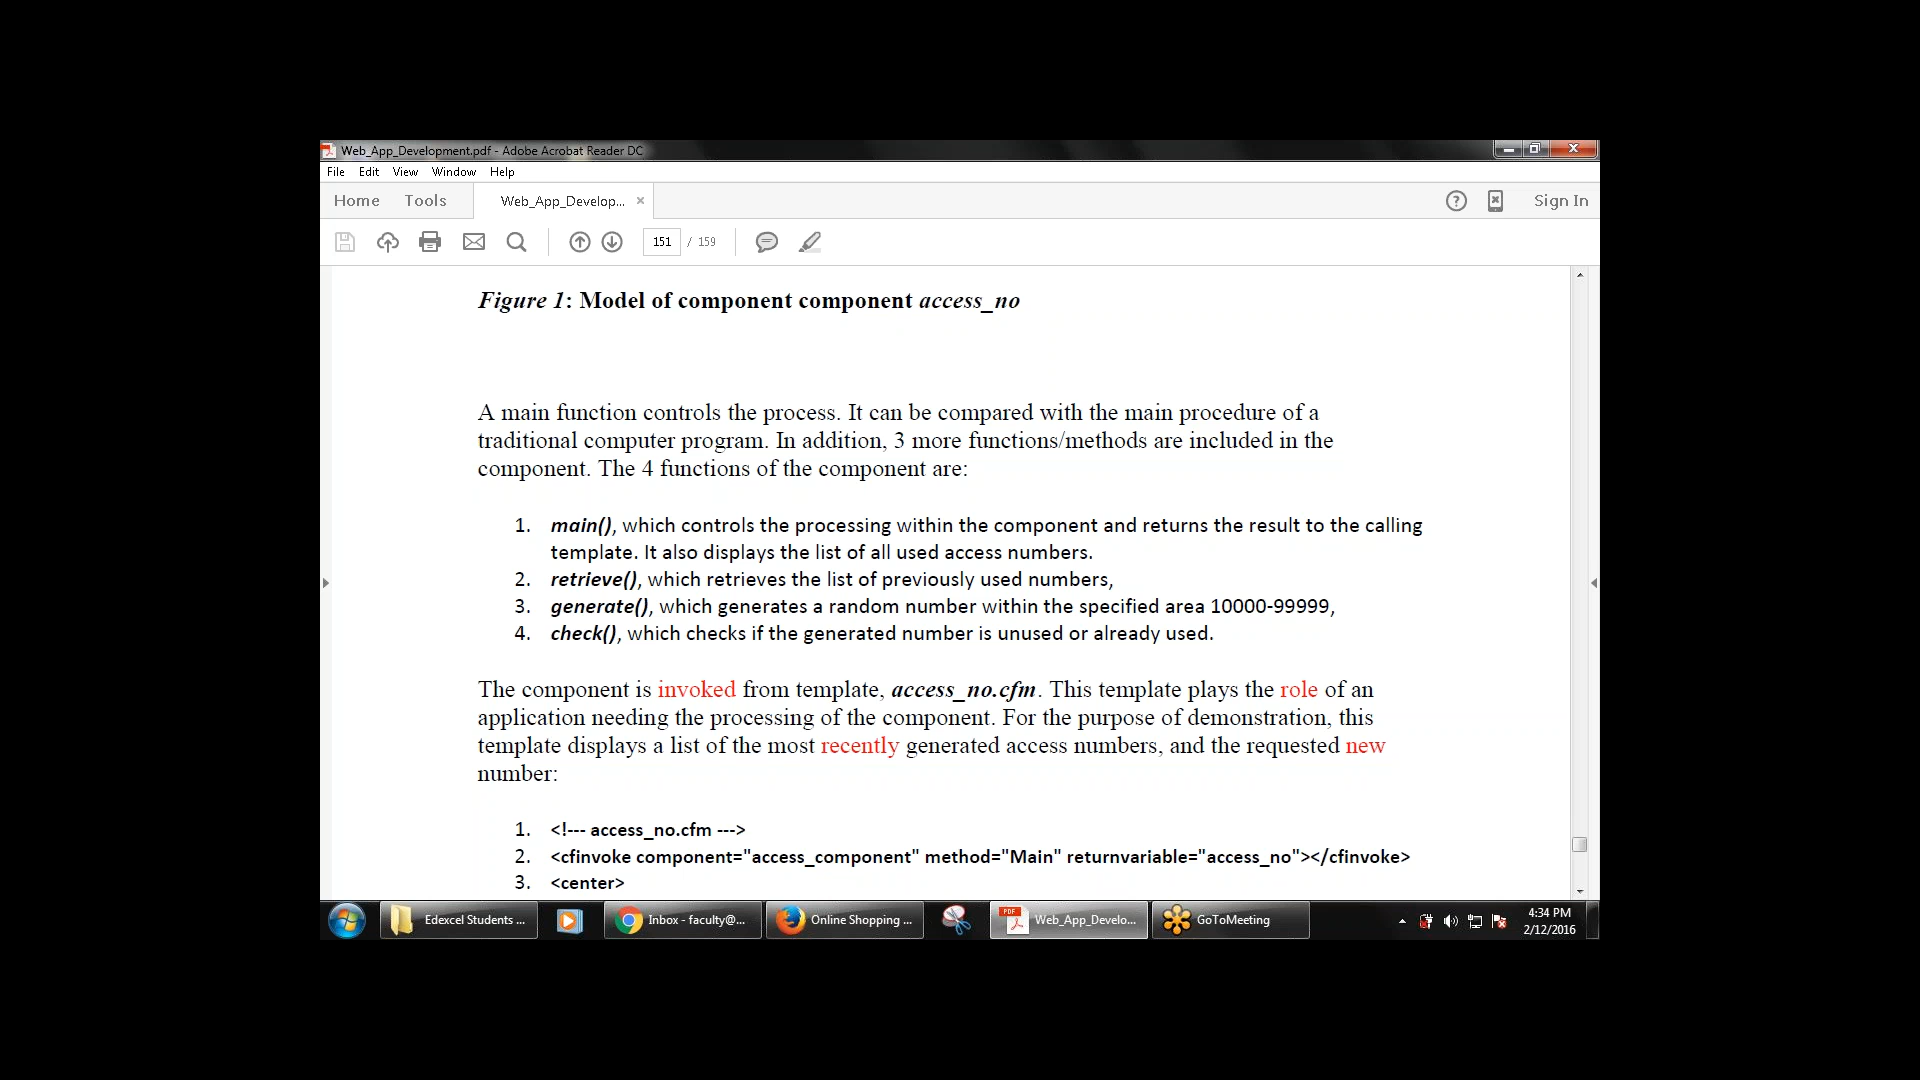 Web_App_Development.pdf - Adobe Acrobat Reader DC
File Edit View Window Help
Home Tools Web_App_Develop... × Sign In
151 / 159
Figure 1: Model of component component access_no
A main function controls the process. It can be compared with the main procedure of a
traditional computer program. In addition, 3 more functions/methods are included in the
component. The 4 functions of the component are:
1. main(), which controls the processing within the component and returns the result to the calling
template. It also displays the list of all used access numbers.
2. retrieve(), which retrieves the list of previously used numbers,
3. generate(), which generates a random number within the specified area 10000-99999,
4. check(), which checks if the generated number is unused or already used.
The component is invoked from template, access_no.cfm. This template plays the role of an
application needing the processing of the component. For the purpose of demonstration, this
template displays a list of the most recently generated access numbers, and the requested new
number:
1. <!--- access_no.cfm --->
2. <cfinvoke component="access_component" method="Main" returnvariable="access_no"></cfinvoke>
3. <center>
Edexcel Students ... Inbox - faculty@... Online Shopping ... PDF Web_App_Develo... GoToMeeting 4:34 PM
2/12/2016